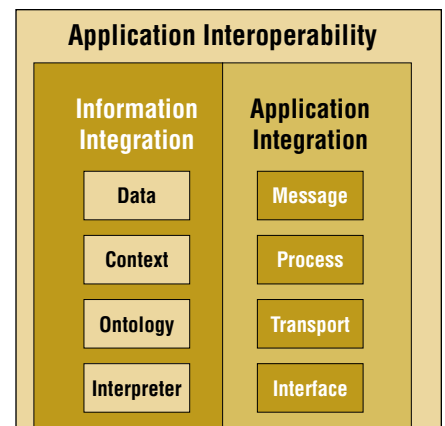 Application Interoperability
Information
Integration
Data
Context
Ontology
Interpreter
Application
Integration
Message
Process
Transport
Interface